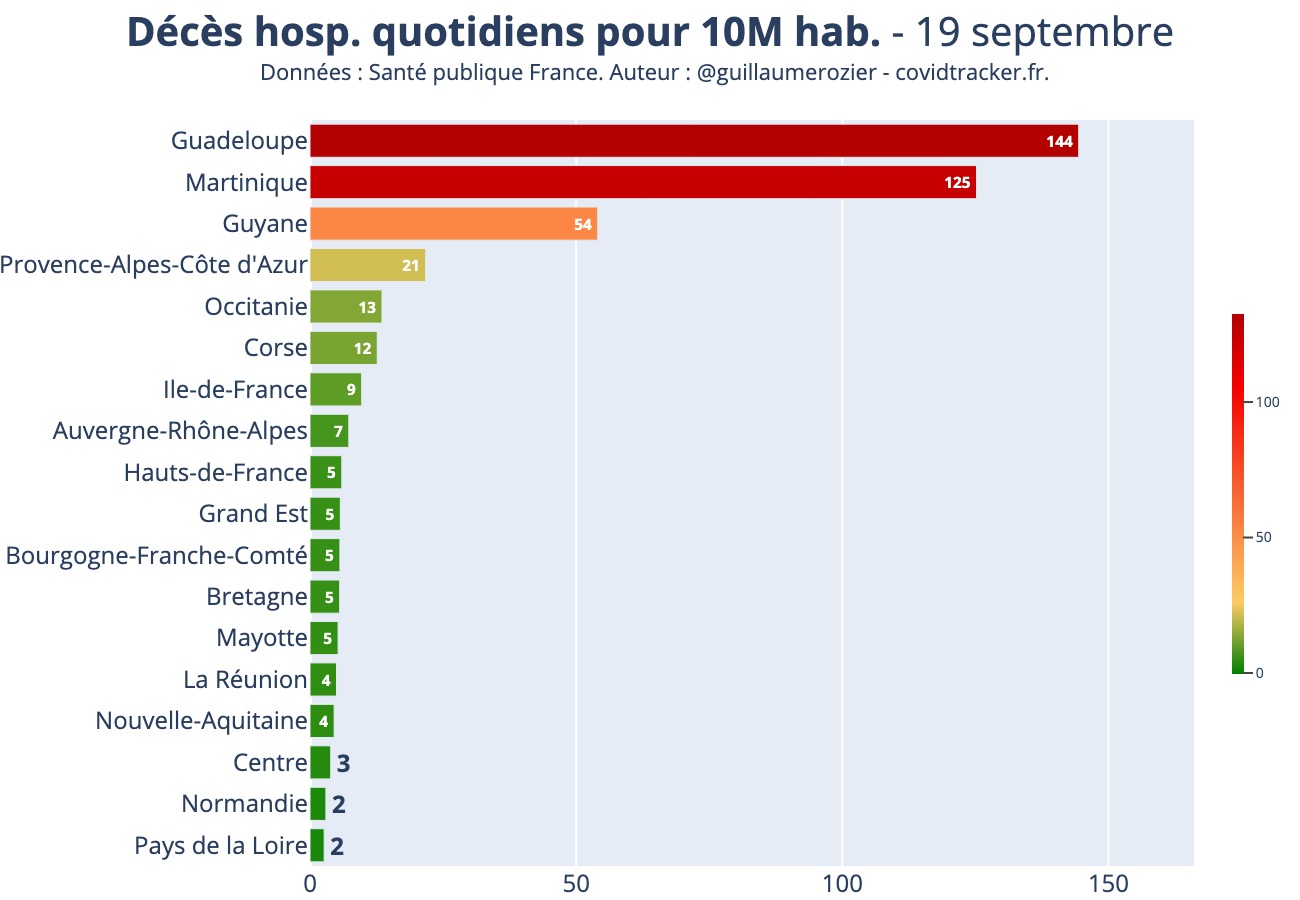 Décès hosp. quotidiens pour 10M hab. - 19 septembre
Données : Santé publique France. Auteur : @guillaumerozier - covidtracker.fr.
Guadeloupe 144
Martinique 125
Guyane 54
Provence-Alpes-Côte d'Azur 21
Occitanie 13
Corse 12
Ile-de-France 9
Auvergne-Rhône-Alpes 7
Hauts-de-France 5
Grand Est 5
Bourgogne-Franche-Comté 5
Bretagne 5
Mayotte 5
La Réunion 4
Nouvelle-Aquitaine 4
Centre 3
Normandie 2
Pays de la Loire 2
0 50 100 150
100
50
0